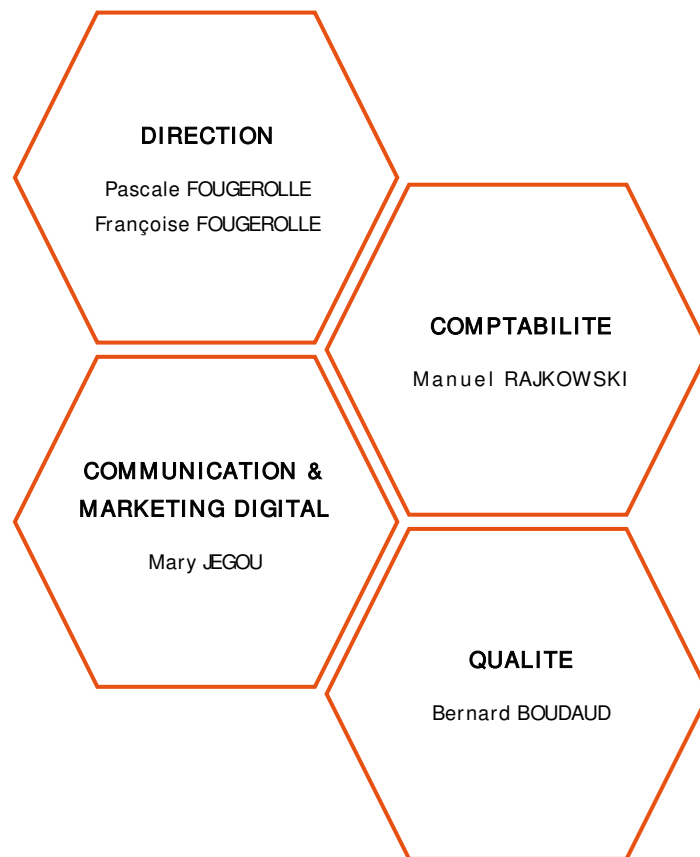 DIRECTION
Pascale FOUGEROLLE
Françoise FOUGEROLLE
COMPTABILITE
Manuel RAJKOWSKI
COMMUNICATION &
MARKETING DIGITAL
Mary JEGOU
QUALITE
Bernard BOUDAUD